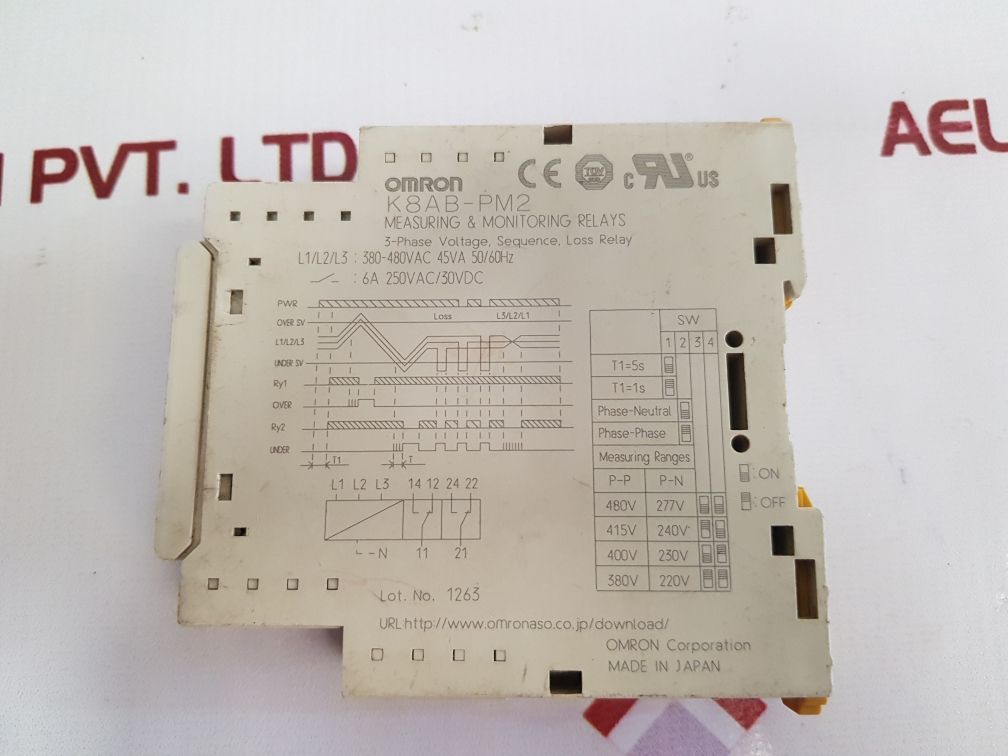 PVT. LTD
AEL
OMRON
CE
TÜV
c RU US
K8AB-PM2
MEASURING & MONITORING RELAYS
3-Phase Voltage, Sequence, Loss Relay
L1/L2/L3 : 380-480VAC 45VA 50/60Hz
: 6A 250VAC/30VDC
PWR
OVER SV Loss L3/L2/L1
L1/L2/L3
UNDER SV
Ry1
OVER
Ry2
UNDER
T1 T
L1 L2 L3 14 12 24 22
N 11 21
SW
1 2 3 4
T1=5s
T1=1s
Phase-Neutral
Phase-Phase
Measuring Ranges
P-P P-N
480V 277V
415V 240V
400V 230V
380V 220V
: ON
: OFF
Lot. No. 1263
URL:http://www.omronaso.co.jp/download/
OMRON Corporation
MADE IN JAPAN